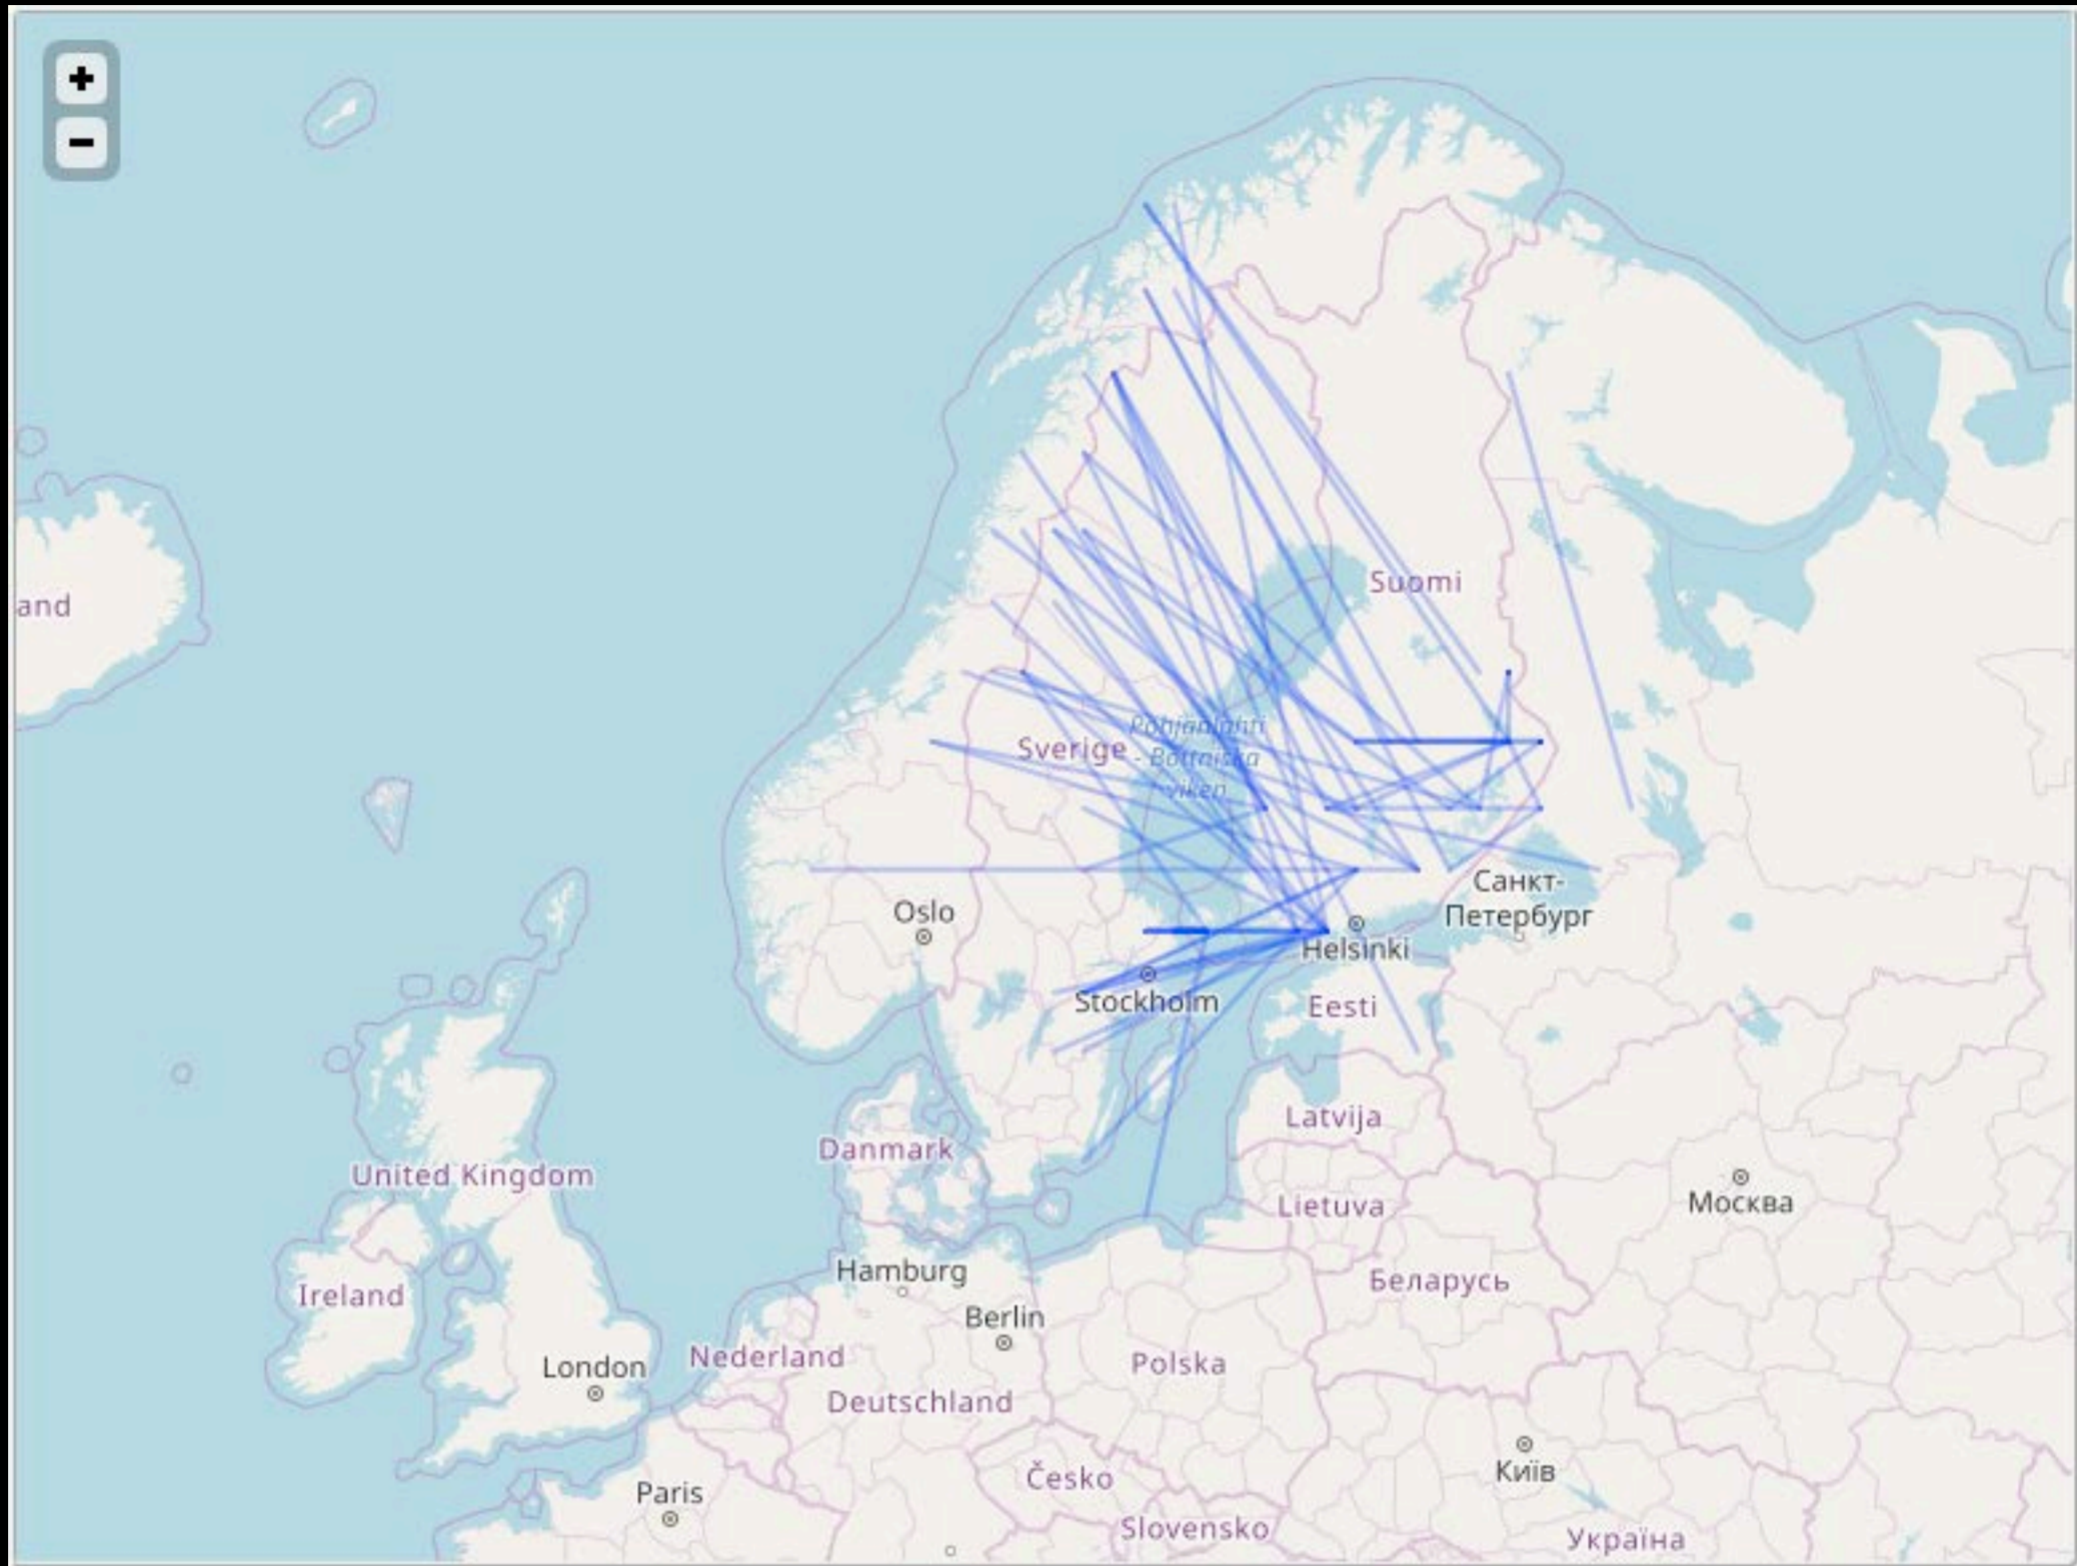 +
-
Suomi
and
Pohjanlahti
Sverige
- Bottniska
viken
Санкт-
Петербург
Oslo
Helsinki
Stockholm
Eesti
Latvija
Danmark
United Kingdom
Москва
Lietuva
Hamburg
Беларусь
Ireland
Berlin
London
Nederland
Polska
Deutschland
Київ
Česko
Paris
Slovensko
Україна